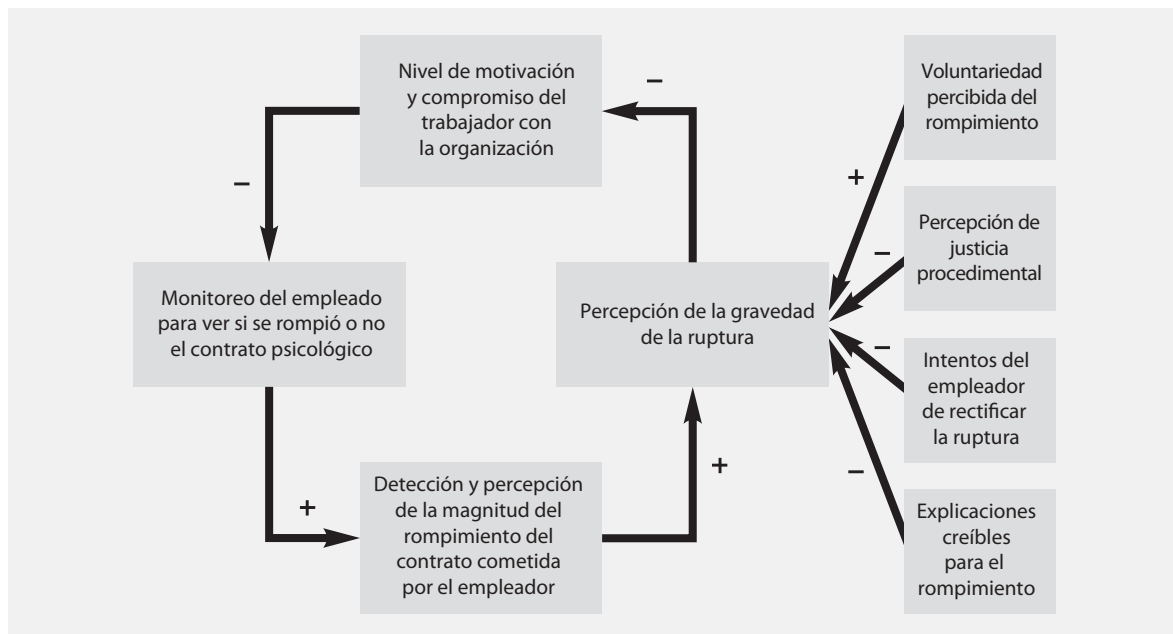 Nivel de motivación
y compromiso del
trabajador con
la organización
–
–
Monitoreo del empleado
para ver si se rompió o no
el contrato psicológico
Percepción de la gravedad
de la ruptura
+
Detección y percepción
de la magnitud del
rompimiento del
contrato cometida
por el empleador
+
Voluntariedad
percibida del
rompimiento
+
Percepción de
justicia
procedimental
–
Intentos del
empleador
de rectificar
la ruptura
–
Explicaciones
creíbles
para el
rompimiento
–